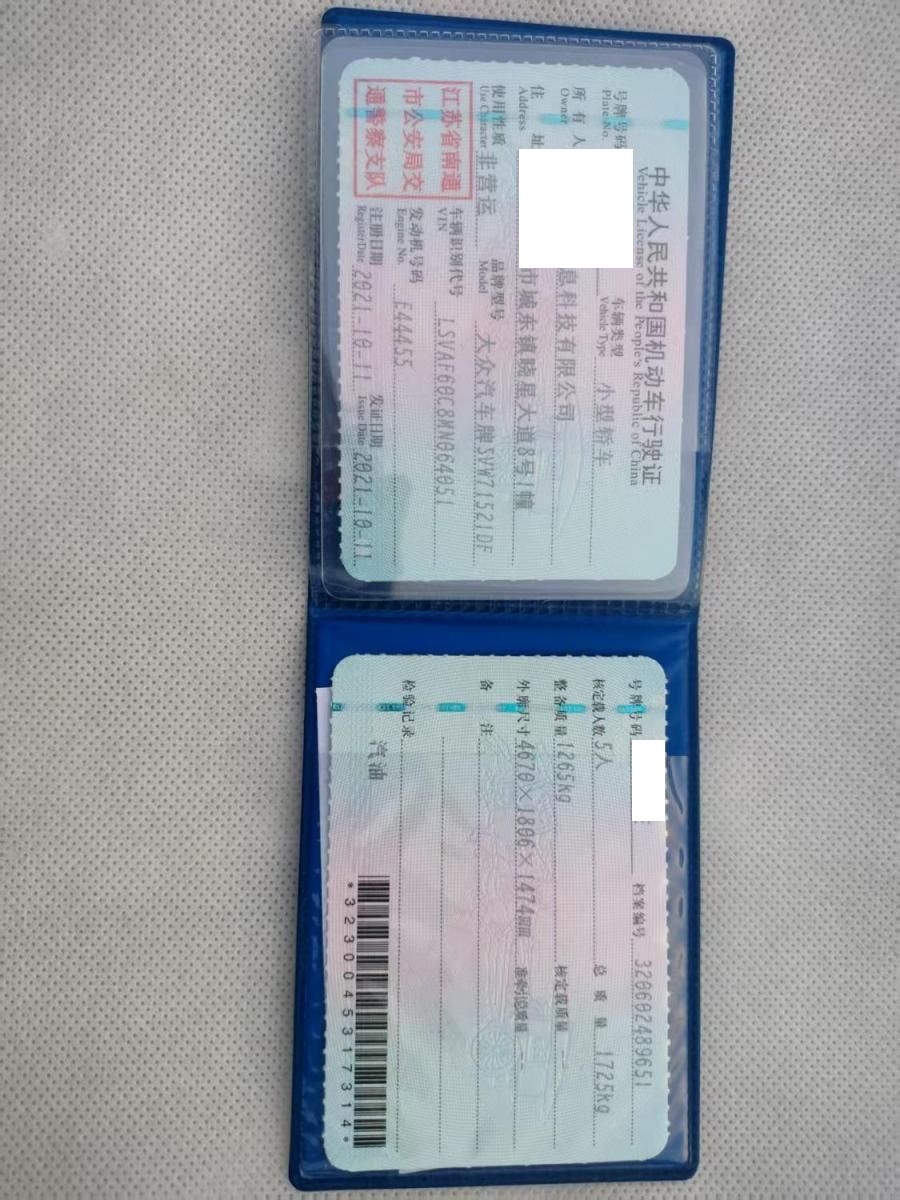 中华人民共和国机动车行驶证
Vehicle License of the People's Republic of China
号牌号码 车辆类型 小型轿车
Plate No. Vehicle Type
所有人 息科技有限公司
Owner
住址 市城东镇晓星大道8号1幢
Address
使用性质 非营运 品牌型号 大众汽车牌SVW71521DF
Use Character Model
江苏省南通
市公安局交
通警察支队
车辆识别代号 LSVAF60C8MN064051
VIN
发动机号码 E44455
Engine No.
注册日期 2021-10-11 发证日期 2021-10-11
Register Date Issue Date
号牌号码 档案编号 320602489651
核定载人数 5人 总质量 1725kg
整备质量 1265kg 核定载质量 --
外廓尺寸 4670×1806×1474mm 准牵引总质量 --
备注
检验记录
汽油
*3230045317314*